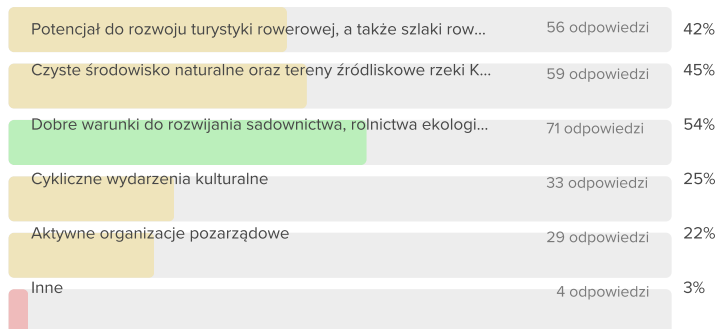 Potencjał do rozwoju turystyki rowerowej, a także szlaki row... 56 odpowiedzi 42%
Czyste środowisko naturalne oraz tereny źródliskowe rzeki K... 59 odpowiedzi 45%
Dobre warunki do rozwijania sadownictwa, rolnictwa ekologi... 71 odpowiedzi 54%
Cykliczne wydarzenia kulturalne 33 odpowiedzi 25%
Aktywne organizacje pozarządowe 29 odpowiedzi 22%
Inne 4 odpowiedzi 3%